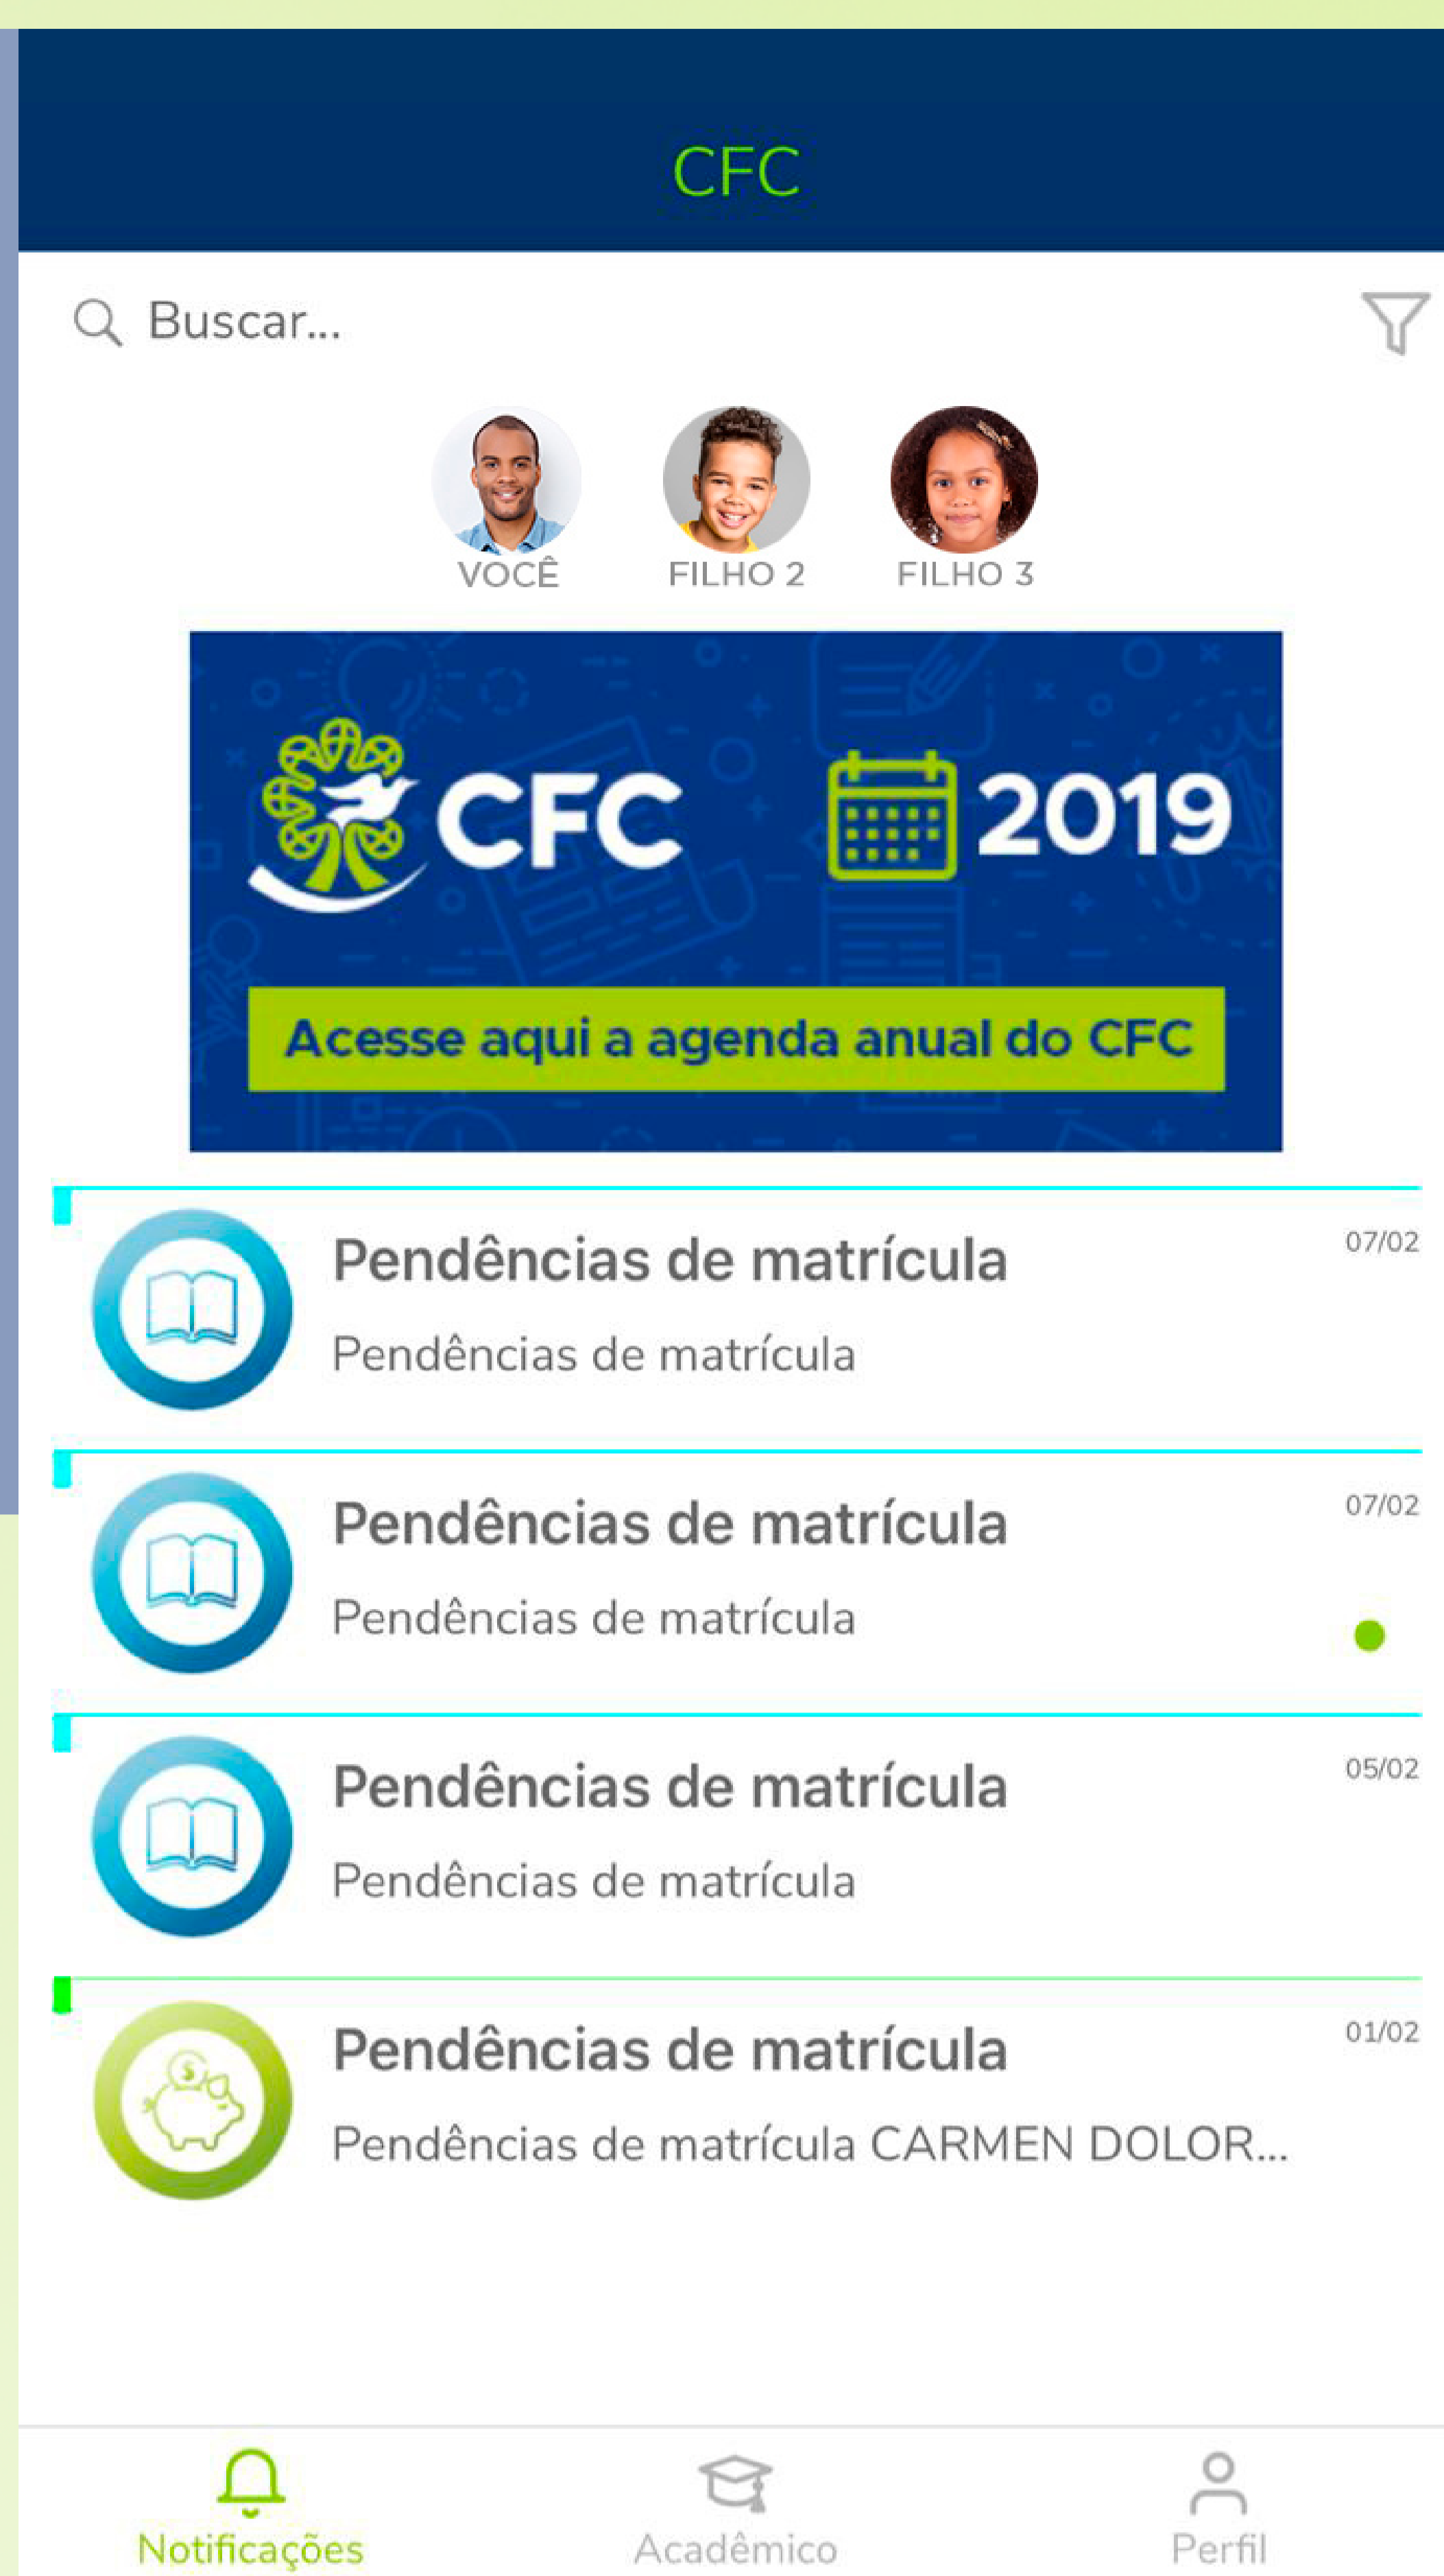 CFC
Buscar...
VOCÊ FILHO 2 FILHO 3
CFC 2019
Acesse aqui a agenda anual do CFC
Pendências de matrícula 07/02
Pendências de matrícula
Pendências de matrícula 07/02
Pendências de matrícula
Pendências de matrícula 05/02
Pendências de matrícula
Pendências de matrícula 01/02
Pendências de matrícula CARMEN DOLOR...
Notificações Acadêmico Perfil